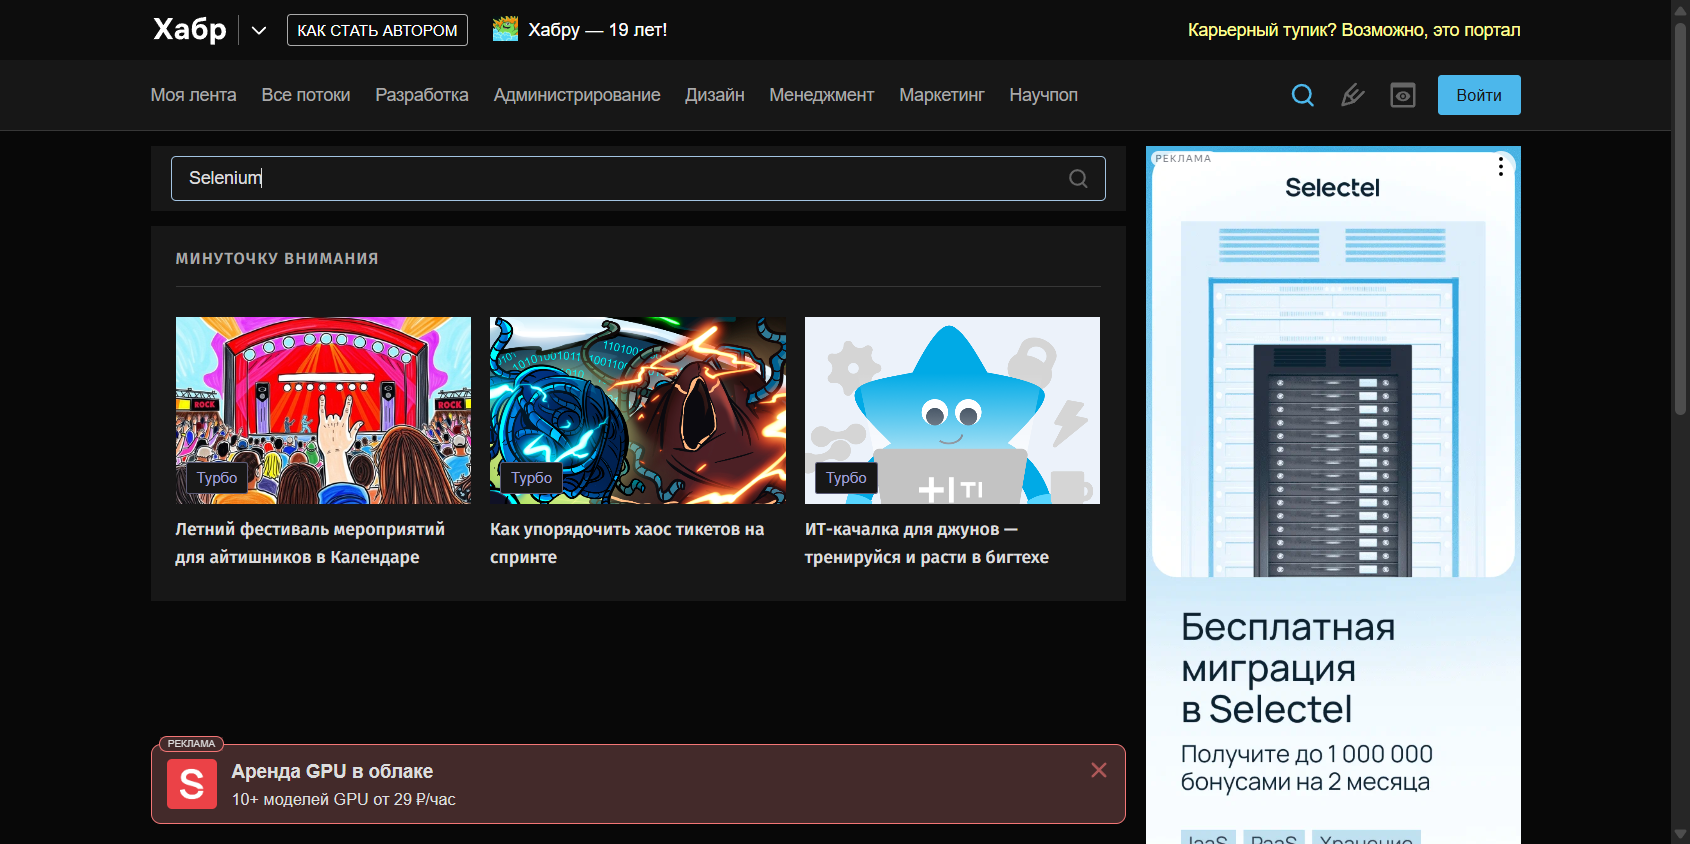 Хабр
КАК СТАТЬ АВТОРОМ
Хабру — 19 лет!
Карьерный тупик? Возможно, это портал
Моя лента Все потоки Разработка Администрирование Дизайн Менеджмент Маркетинг Научпоп
Войти
Selenium
МИНУТОЧКУ ВНИМАНИЯ
ROCK
ROCK
Турбо
Летний фестиваль мероприятий
для айтишников в Календаре
Турбо
Как упорядочить хаос тикетов на
спринте
Турбо
ИТ-качалка для джунов —
тренируйся и расти в бигтехе
РЕКЛАМА
S
Аренда GPU в облаке
10+ моделей GPU от 29 ₽/час
РЕКЛАМА
Selectel
Бесплатная
миграция
в Selectel
Получите до 1 000 000
бонусами на 2 месяца
IaaS PaaS Хранение